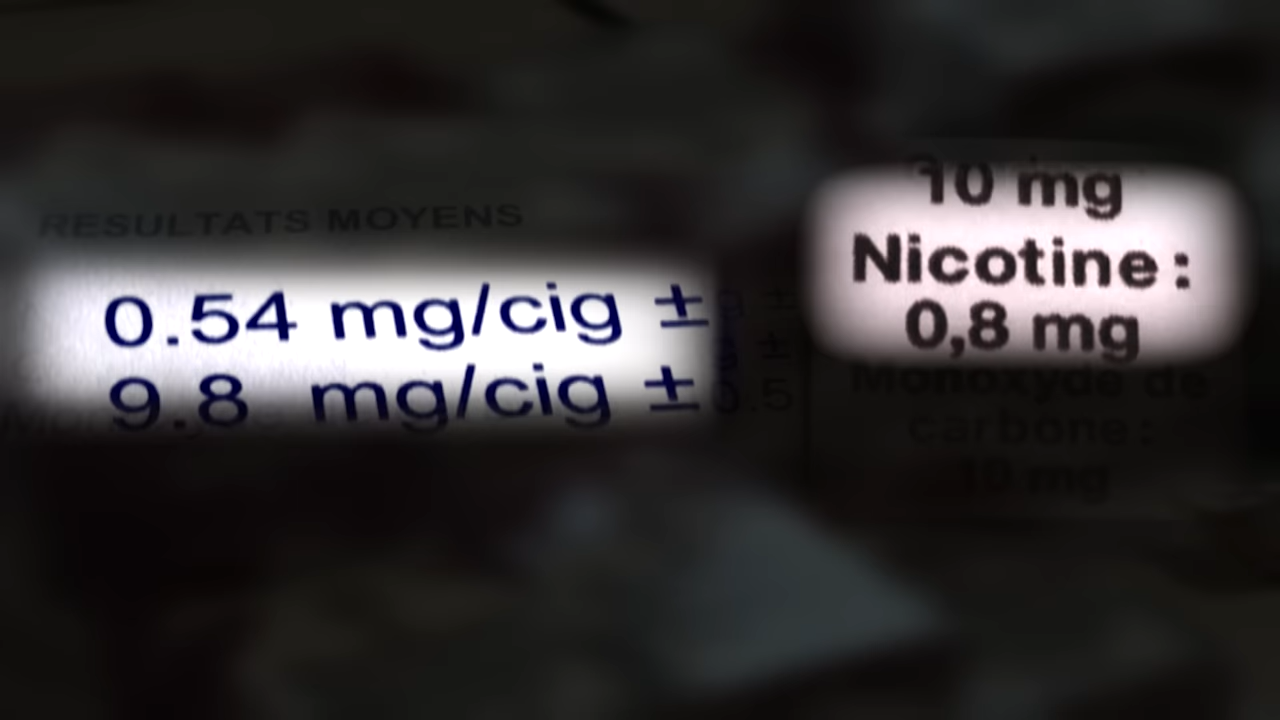 RESULTATS MOYENS
0.54 mg/cig ±
9.8 mg/cig ±
10 mg
Nicotine :
0,8 mg
Monoxyde de
carbone :
10 mg